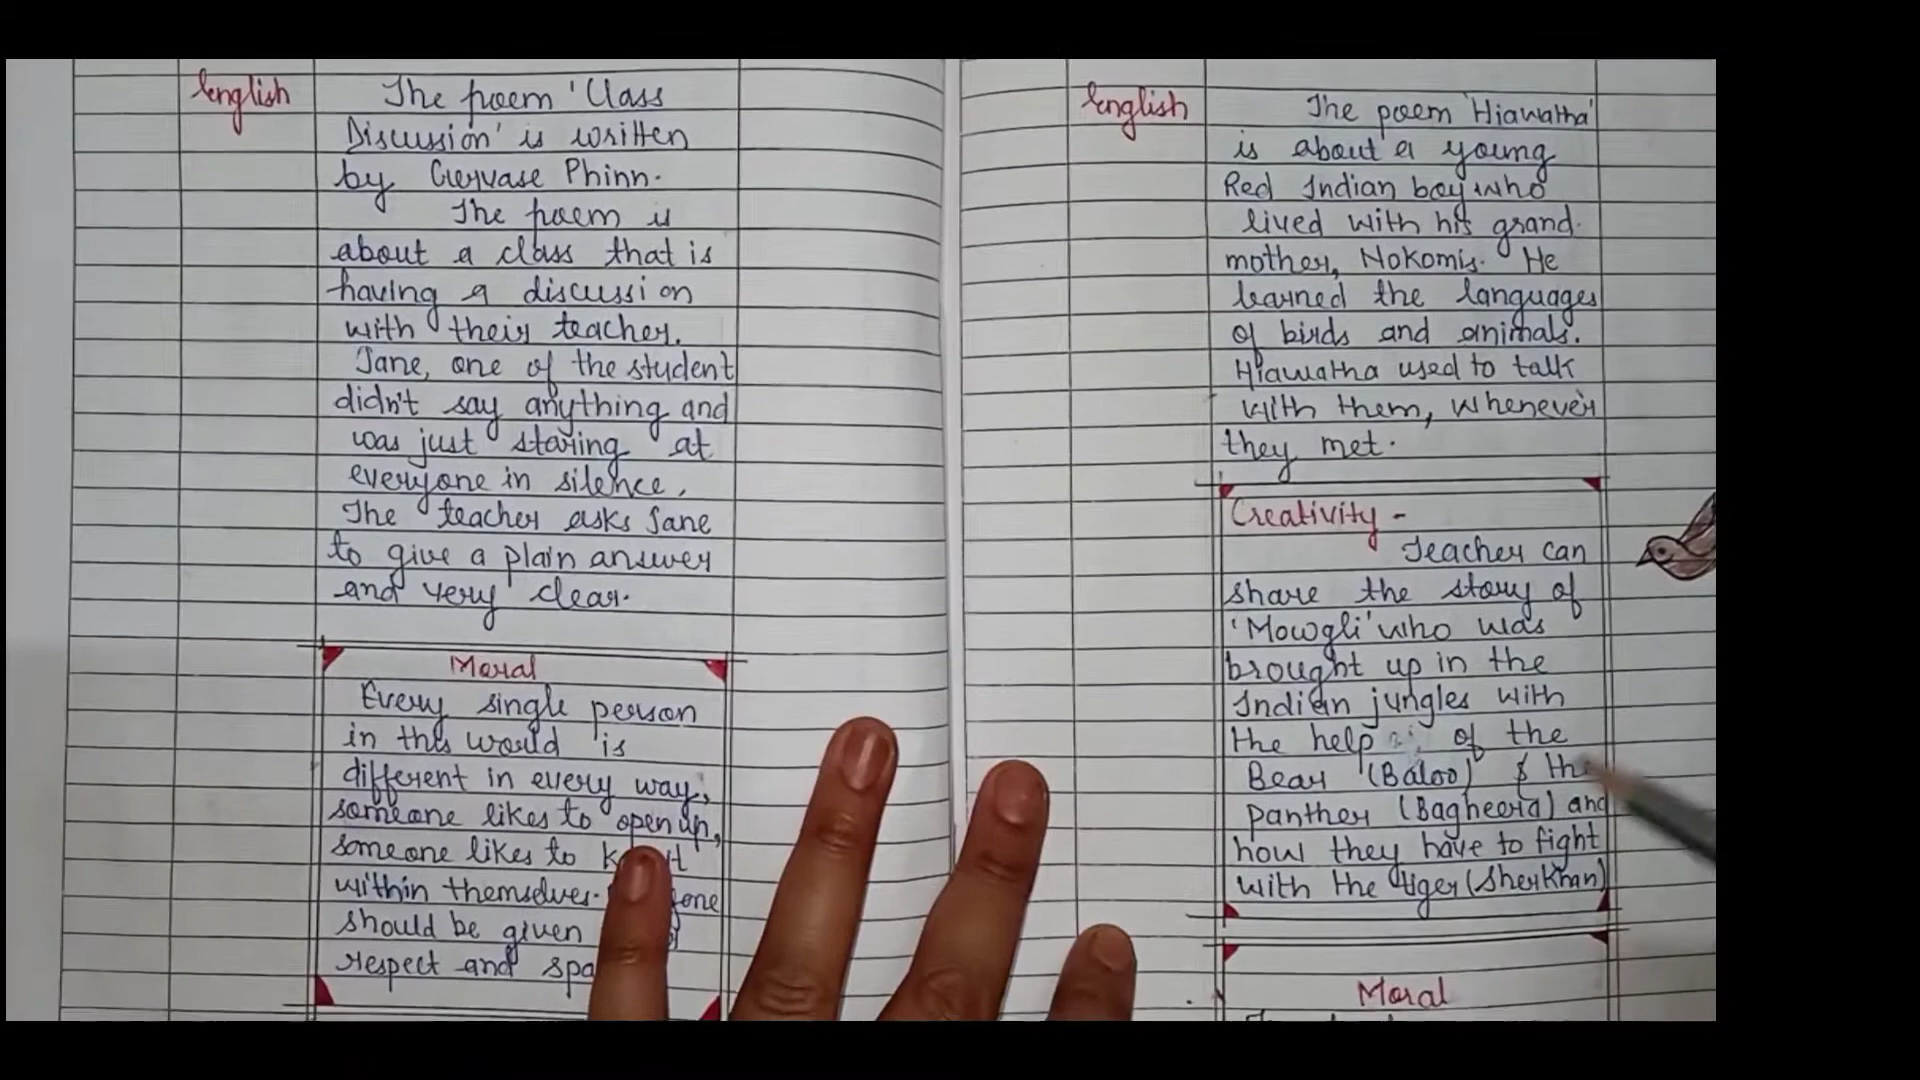 English
The poem 'Class
Discussion' is written
by Gervase Phinn.
The poem is
about a class that is
having a discussion
with their teacher.
Jane, one of the student
didn't say anything and
was just staring at
everyone in silence.
The teacher asks Jane
to give a plain answer
and very clear.
Moral
Every single person
in this world is
different in every way,
someone likes to open up,
someone likes to
within themselves.
should be given
respect and
English
The poem 'Hiawatha'
is about a young
Red Indian boy who
lived with his grand
mother, Nokomis. He
learned the languages
of birds and animals.
Hiawatha used to talk
with them, whenever
they met.
Creativity -
Teacher can
share the story of
'Mowgli' who was
brought up in the
Indian jungles with
the help of the
Bear (Baloo) & the
panther (Bagheera) and
how they have to fight
with the tiger (Sherkhan)
Moral